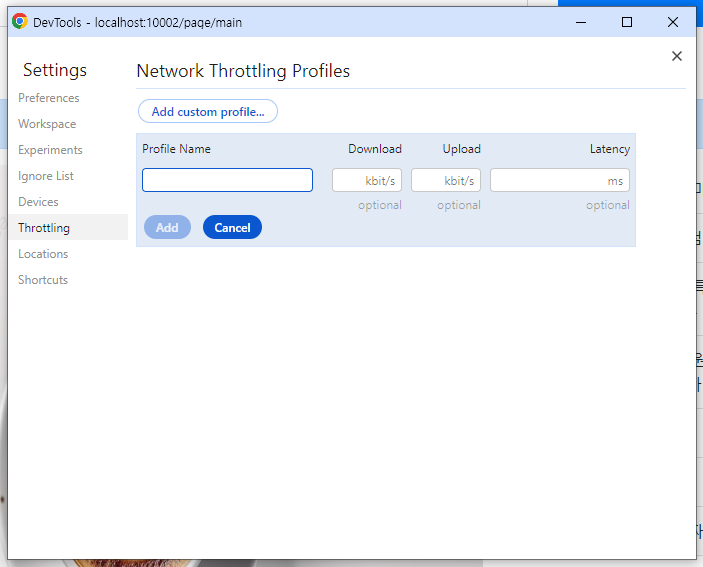 DevTools - localhost:10002/page/main
Settings
Preferences
Workspace
Experiments
Ignore List
Devices
Throttling
Locations
Shortcuts
Network Throttling Profiles
Add custom profile...
Profile Name Download Upload Latency
kbit/s kbit/s ms
optional optional optional
Add Cancel